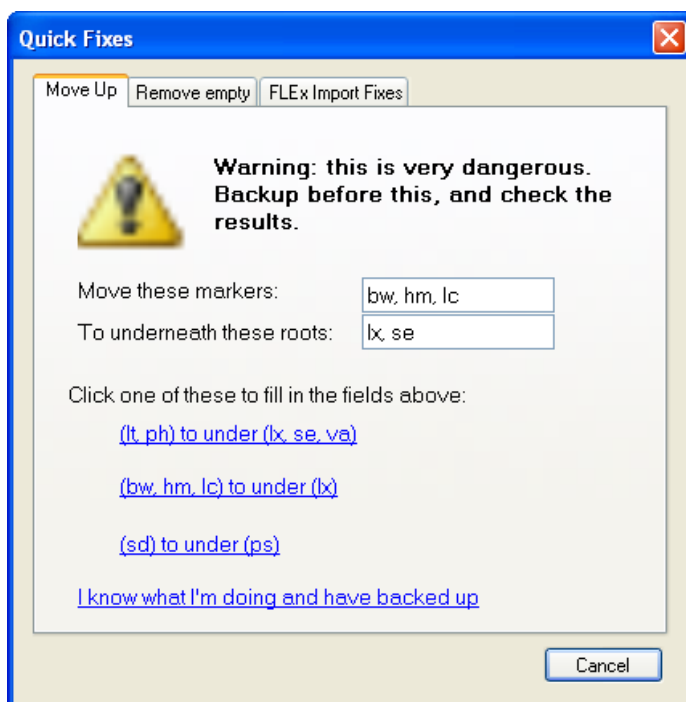 Quick Fixes
Move Up
Remove empty
FLEx Import Fixes
Warning: this is very dangerous.
Backup before this, and check the
results.
Move these markers:
bw, hm, lc
To underneath these roots:
lx, se
Click one of these to fill in the fields above:
(lt, ph) to under (lx, se, va)
(bw, hm, lc) to under (lx)
(sd) to under (ps)
I know what I'm doing and have backed up
Cancel